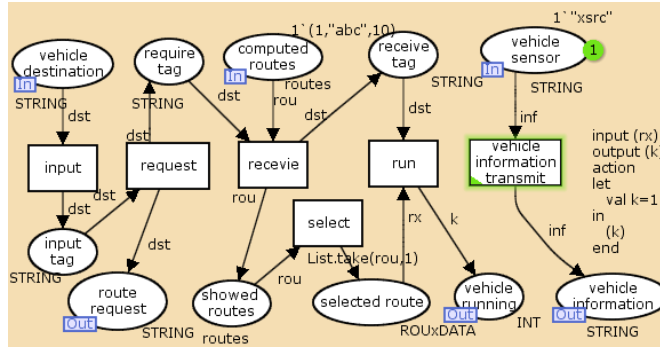 1`"xsrc"
1`(1,"abc",10)
vehicle
destination
In
STRING
require
tag
STRING
computed
routes
In
routes
rou
receive
tag
STRING
vehicle
sensor
1
In
STRING
dst
dst
dst
dst
dst
inf
input
request
recevie
run
vehicle
information
transmit
input (rx)
output (k)
action
let
val k=1
in
(k)
end
dst
dst
rou
select
rx
k
inf
input
tag
STRING
dst
rou
List.take(rou,1)
route
request
Out
STRING
showed
routes
routes
selected route
ROUxDATA
vehicle
running
Out
INT
vehicle
information
Out
STRING